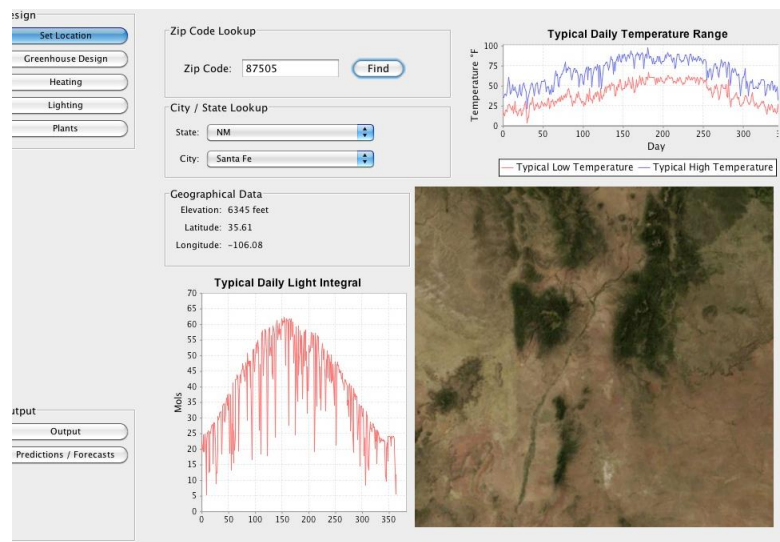 esign
Set Location
Greenhouse Design
Heating
Lighting
Plants
utput
Output
Predictions / Forecasts
Zip Code Lookup
Zip Code: 87505 Find
City / State Lookup
State: NM
City: Santa Fe
Geographical Data
Elevation: 6345 feet
Latitude: 35.61
Longitude: -106.08
Typical Daily Light Integral
Mols
70
65
60
55
50
45
40
35
30
25
20
15
10
5
0
0 50 100 150 200 250 300 350
Typical Daily Temperature Range
Temperature °F
100
75
50
25
0
0 50 100 150 200 250 300
Day
Typical Low Temperature Typical High Temperature